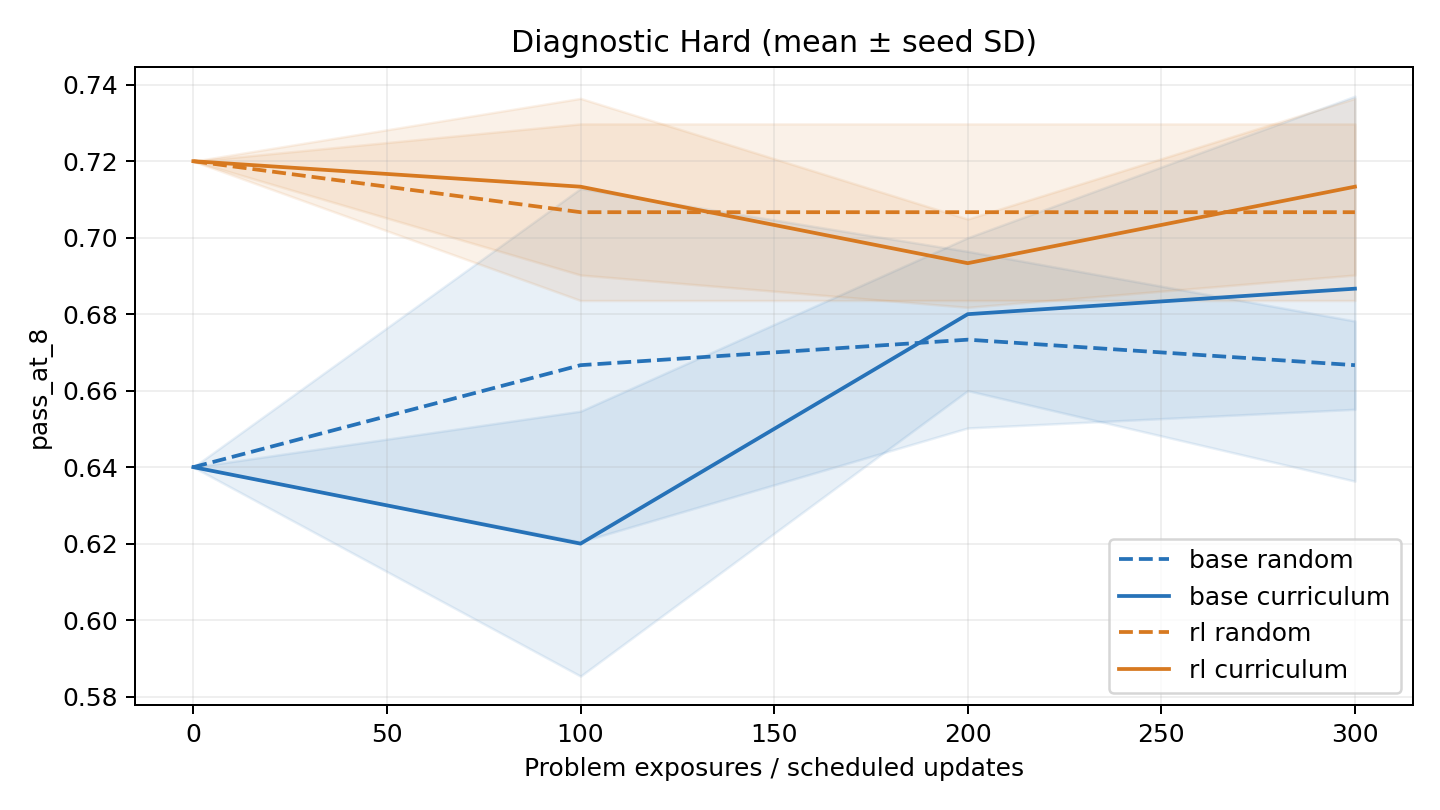 Diagnostic Hard (mean ± seed SD)
pass_at_8
0.74
0.72
0.70
0.68
0.66
0.64
0.62
0.60
0.58
base random
base curriculum
rl random
rl curriculum
0 50 100 150 200 250 300
Problem exposures / scheduled updates